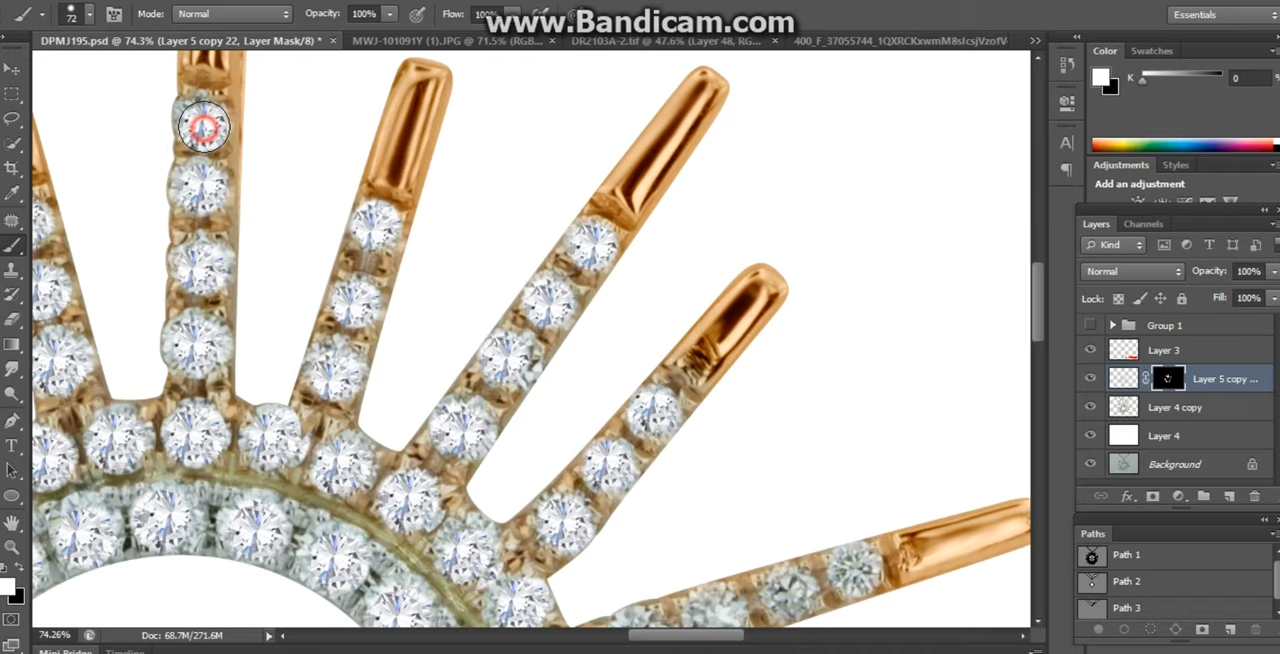 www.Bandicam.com
72 Mode: Normal Opacity: 100% Flow: 100% Essentials
DPMJ195.psd @ 74.3% (Layer 5 copy 22, Layer Mask/8) * × MWJ-101091Y (1).JPG @ 71.5% (RGB... × DR2103A-2.tif @ 47.6% (Layer 48, RG... × 400_F_37055744_1QXRCKxwmM8sIcsjVzofV
Color Swatches
K 0 %
Adjustments Styles
Add an adjustment
Layers Channels
Kind
Normal Opacity: 100%
Lock: Fill: 100%
Group 1
Layer 3
Layer 5 copy ...
Layer 4 copy
Layer 4
Background
Paths
Path 1
Path 2
Path 3
74.26% Doc: 68.7M/271.6M
Mini Bridge Timeline